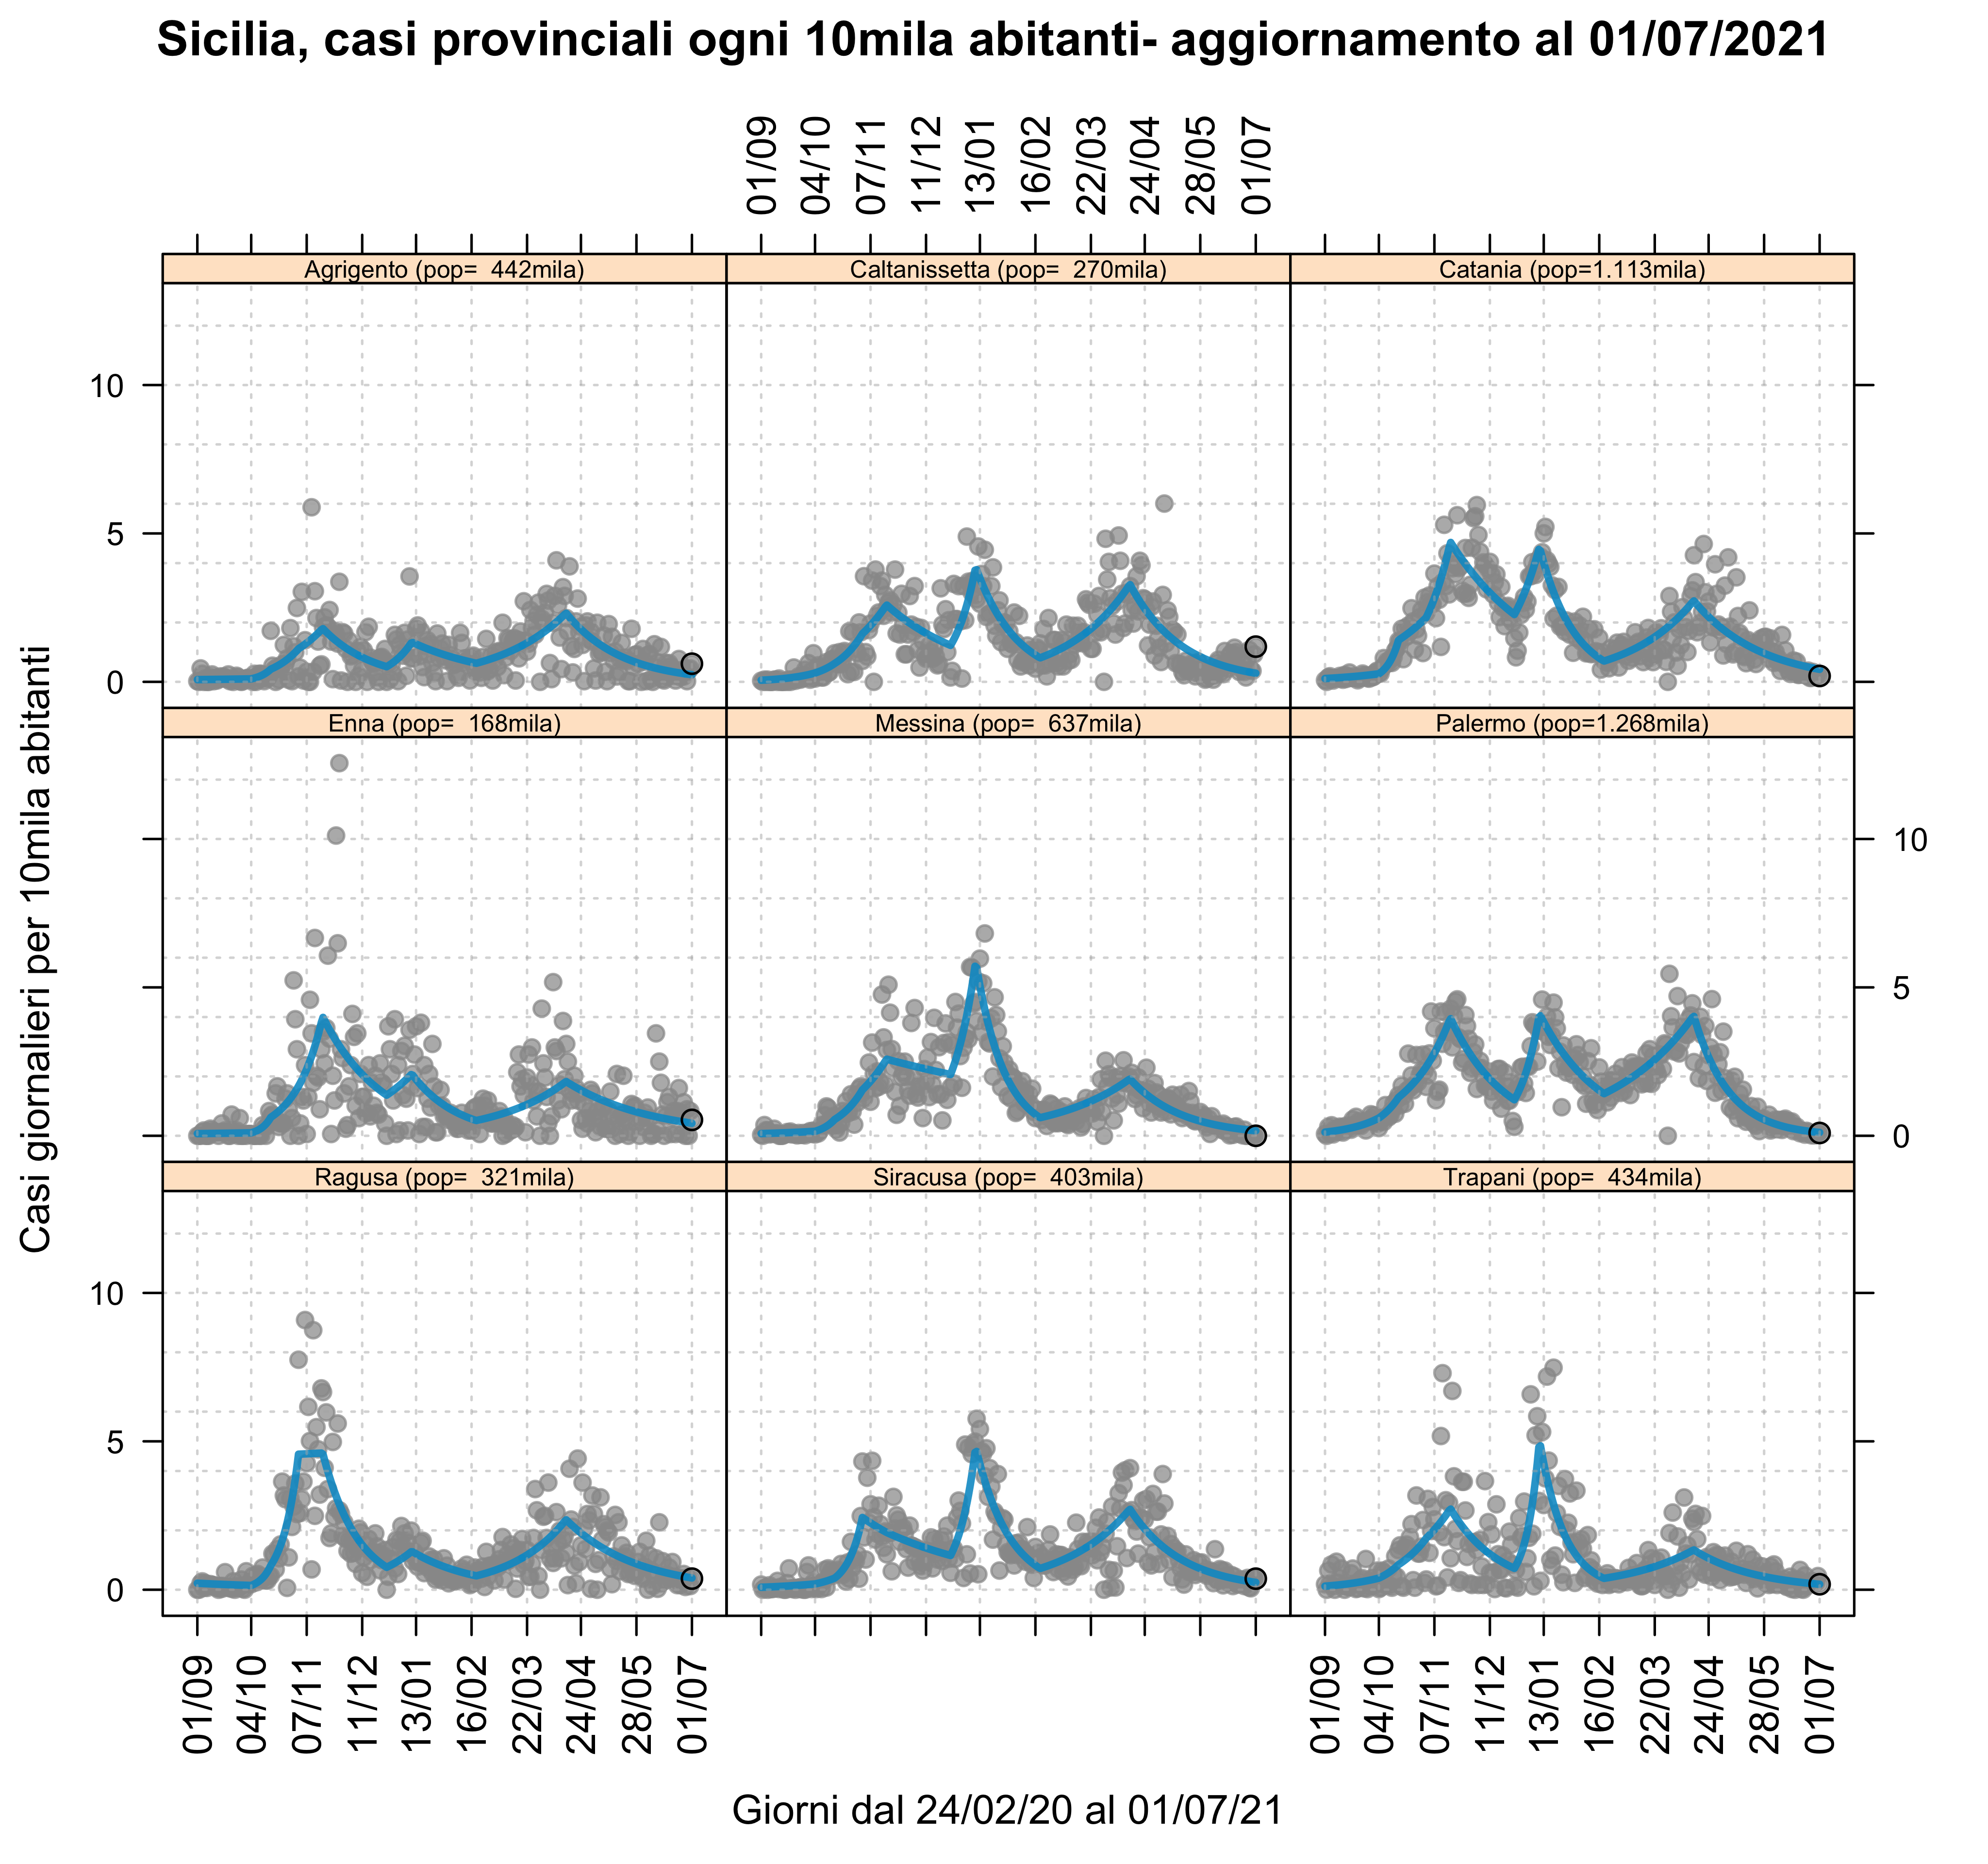 Sicilia, casi provinciali ogni 10mila abitanti- aggiornamento al 01/07/2021
01/09 04/10 07/11 11/12 13/01 16/02 22/03 24/04 28/05 01/07
Agrigento (pop=  442mila)
Caltanissetta (pop=  270mila)
Catania (pop=1.113mila)
10
5
0
Enna (pop=  168mila)
Messina (pop=  637mila)
Palermo (pop=1.268mila)
10
5
0
Casi giornalieri per 10mila abitanti
Ragusa (pop=  321mila)
Siracusa (pop=  403mila)
Trapani (pop=  434mila)
10
5
0
01/09 04/10 07/11 11/12 13/01 16/02 22/03 24/04 28/05 01/07
01/09 04/10 07/11 11/12 13/01 16/02 22/03 24/04 28/05 01/07
Giorni dal 24/02/20 al 01/07/21